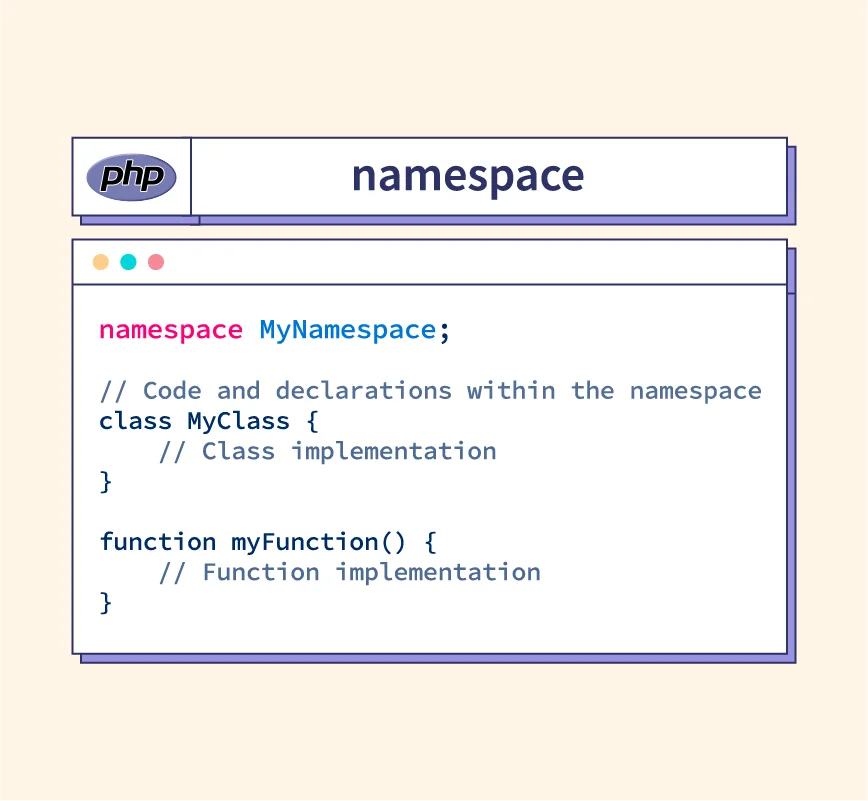 php
namespace
namespace MyNamespace;
// Code and declarations within the namespace
class MyClass {
    // Class implementation
}
function myFunction() {
    // Function implementation
}